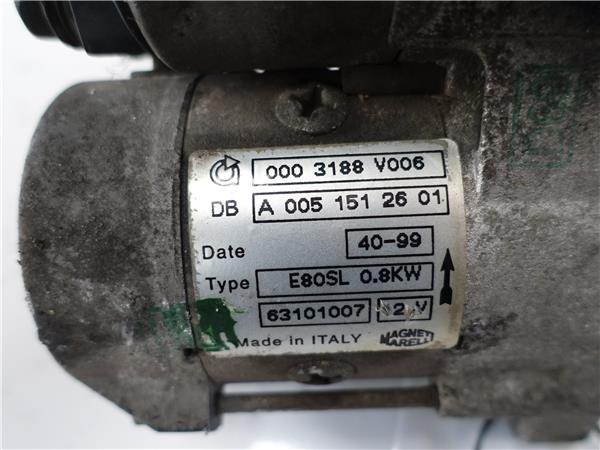 000 3188 V006
DB A 005 151 26 01
Date 40-99
Type E80SL 0.8KW
63101007 2 V
Made in ITALY MAGNETI
MARELLI